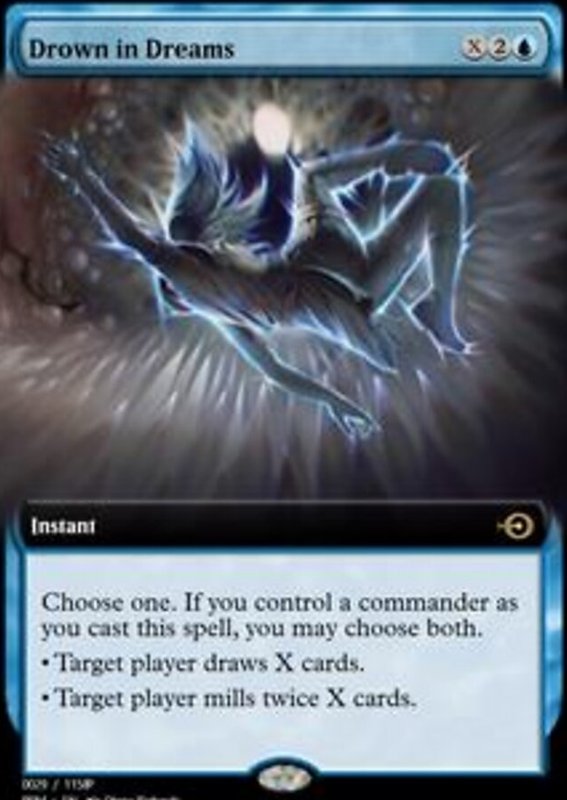 Drown in Dreams X 2
Instant
Choose one. If you control a commander as
you cast this spell, you may choose both.
• Target player draws X cards.
• Target player mills twice X cards.